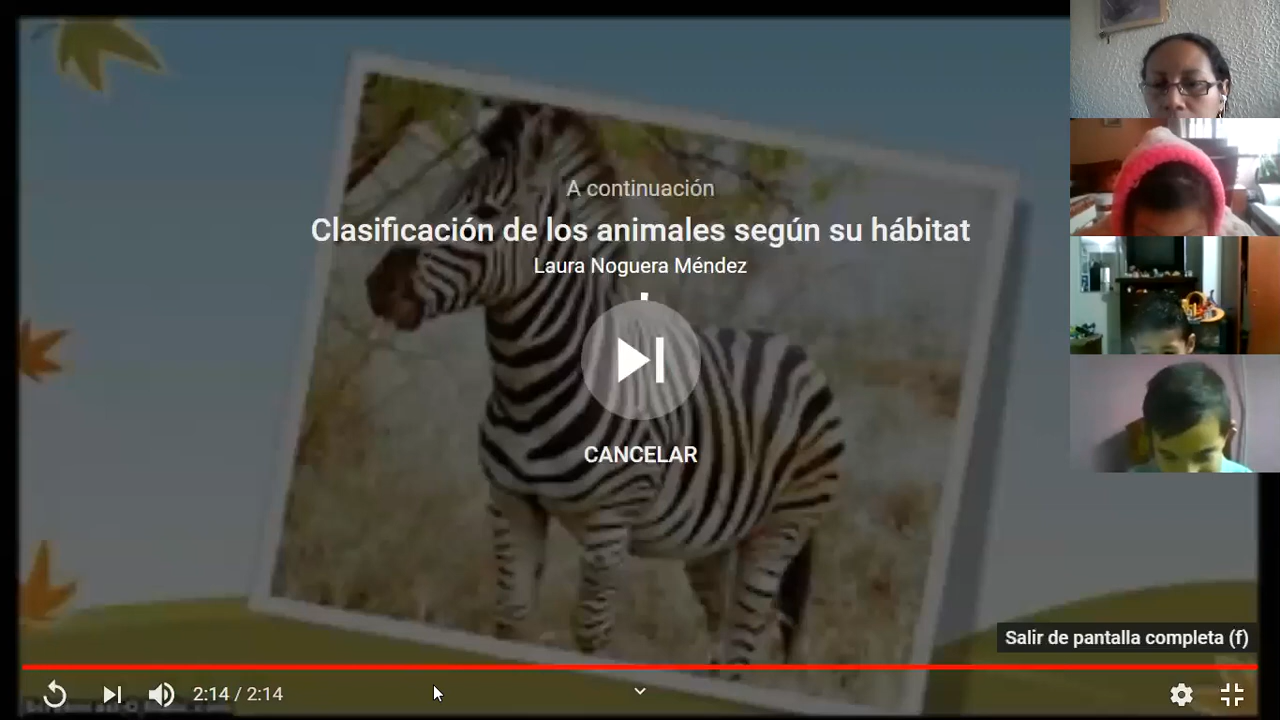 A continuación
Clasificación de los animales según su hábitat
Laura Noguera Méndez
CANCELAR
Salir de pantalla completa (f)
2:14 / 2:14